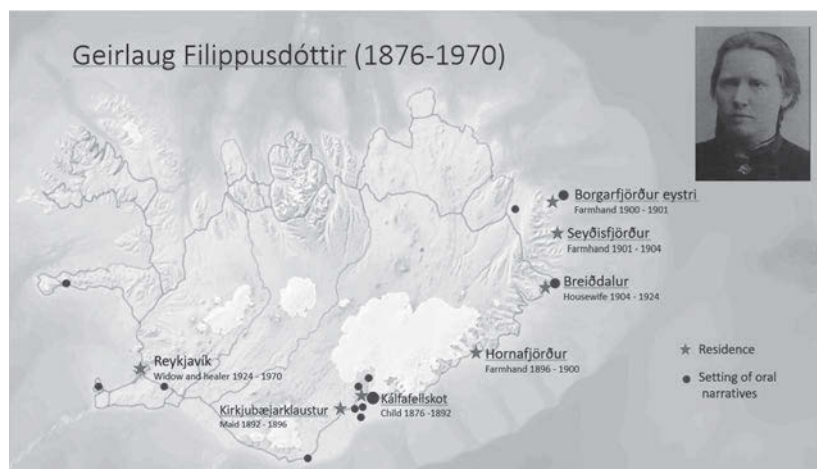 Geirlaug Filippusdóttir (1876-1970)
Borgarfjörður eystri
Farmhand 1900 - 1901
Seyðisfjörður
Farmhand 1901 - 1904
Breiðdalur
Housewife 1904 - 1924
Hornafjörður
Farmhand 1896 - 1900
Reykjavík
Widow and healer 1924 - 1970
Kirkjubæjarklaustur
Maid 1892 - 1896
Kálfafellskot
Child 1876 -1892
Residence
Setting of oral
narratives